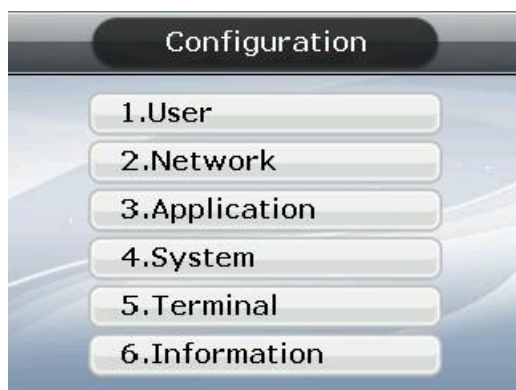 Configuration
1.User
2.Network
3.Application
4.System
5.Terminal
6.Information